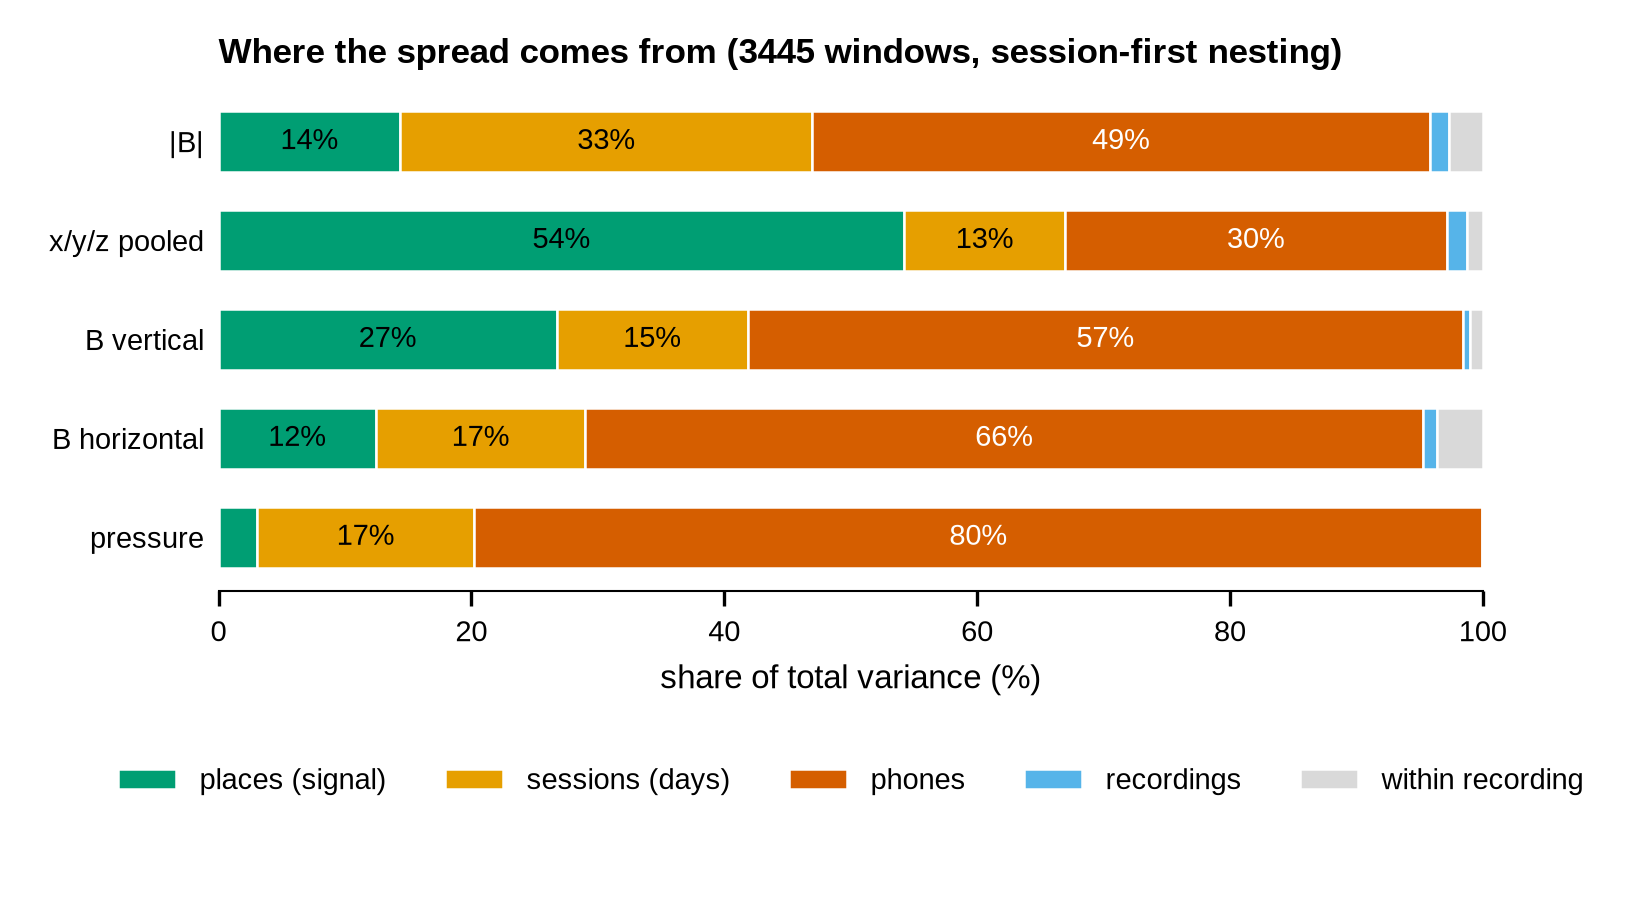 Where the spread comes from (3445 windows, session-first nesting)
|B| 14% 33% 49%
x/y/z pooled 54% 13% 30%
B vertical 27% 15% 57%
B horizontal 12% 17% 66%
pressure 17% 80%
0 20 40 60 80 100
share of total variance (%)
places (signal) sessions (days) phones recordings within recording